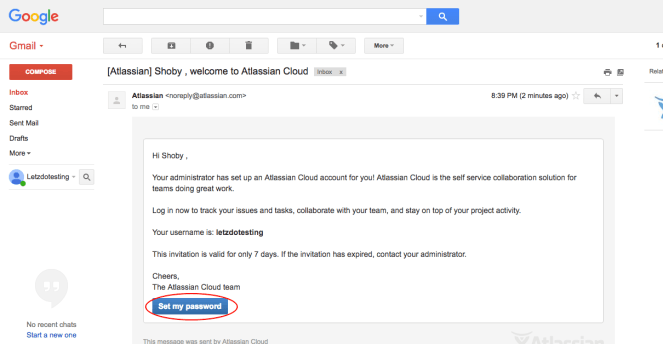 Google
Gmail
More
1
COMPOSE
[Atlassian] Shoby , welcome to Atlassian Cloud Inbox x
Inbox
Starred
Sent Mail
Drafts
More
Letzdotesting
Atlassian <noreply@atlassian.com>
8:39 PM (2 minutes ago)
to me
Hi Shoby ,
Your administrator has set up an Atlassian Cloud account for you! Atlassian Cloud is the self service collaboration solution for
teams doing great work.
Log in now to track your issues and tasks, collaborate with your team, and stay on top of your project activity.
Your username is: letzdotesting
This invitation is valid for only 7 days. If the invitation has expired, contact your administrator.
Cheers,
The Atlassian Cloud team
Set my password
No recent chats
Start a new one
This message was sent by Atlassian Cloud
Atlassian